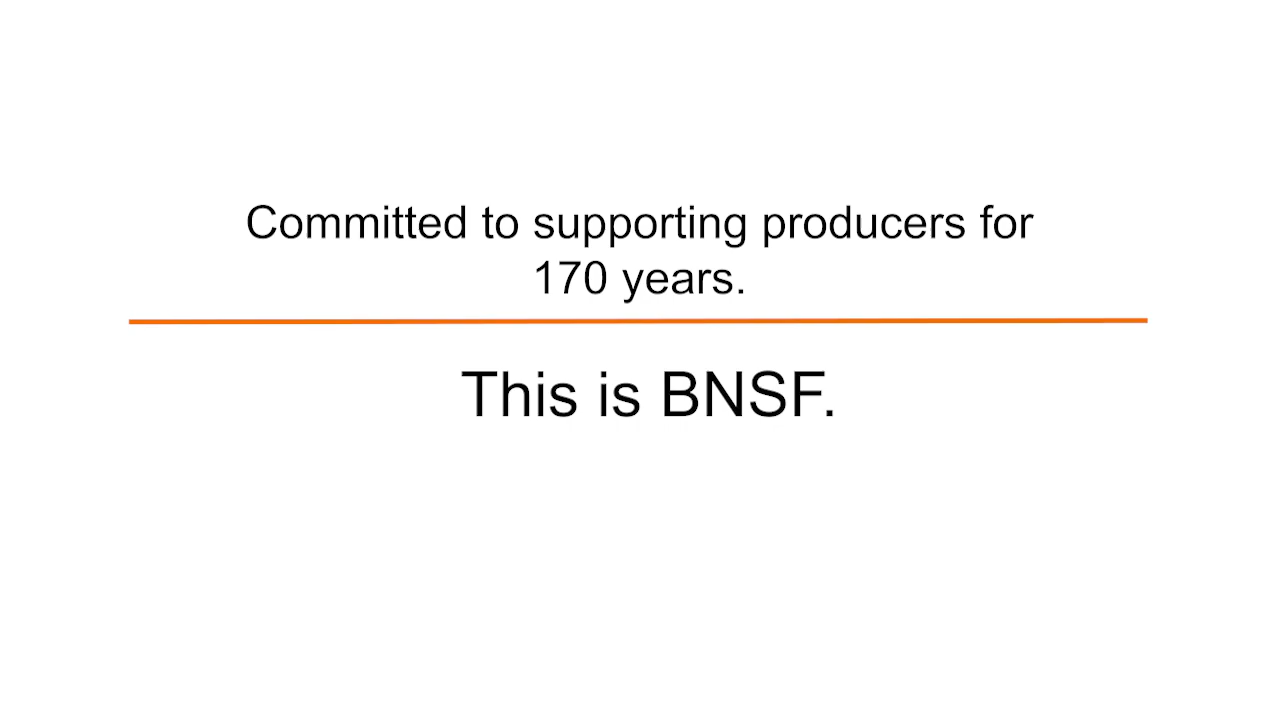 Committed to supporting producers for
170 years.
This is BNSF.